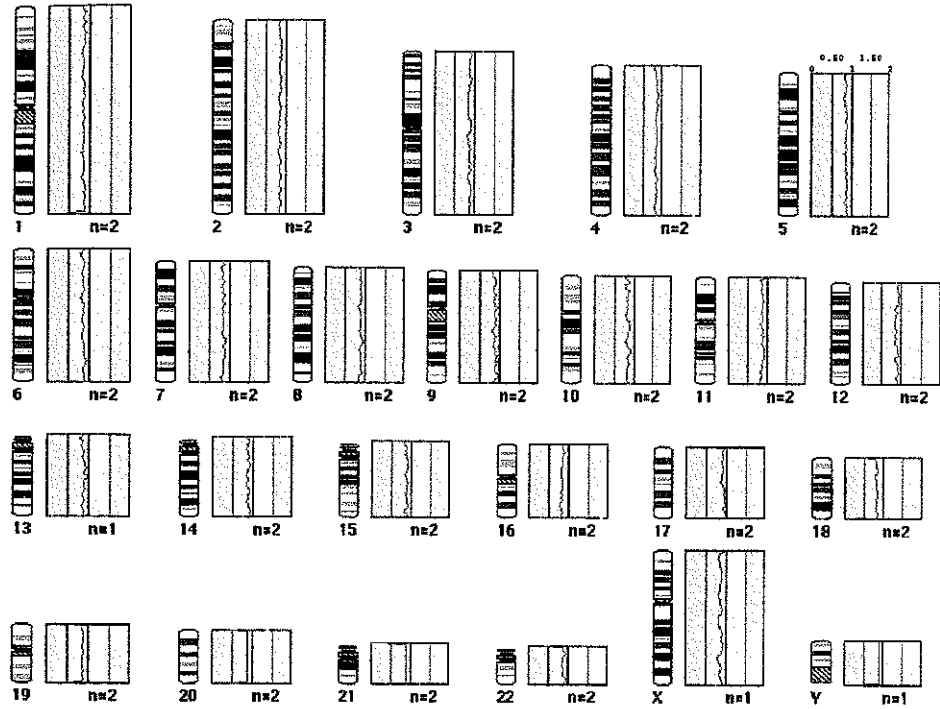 0.50 1.50
0 1 2
1 n=2 2 n=2 3 n=2 4 n=2 5 n=2
6 n=2 7 n=2 8 n=2 9 n=2 10 n=2 11 n=2 12 n=2
13 n=1 14 n=2 15 n=2 16 n=2 17 n=2 18 n=2
19 n=2 20 n=2 21 n=2 22 n=2 X n=1 Y n=1